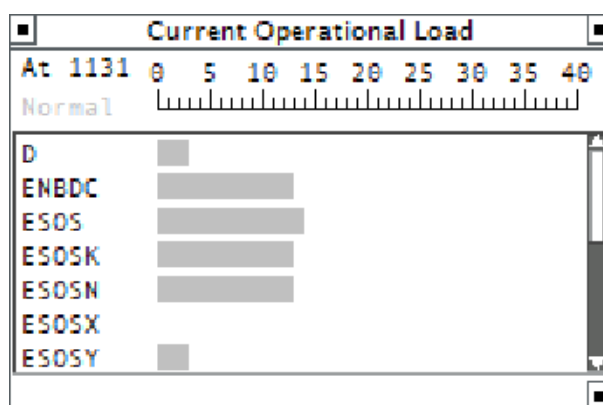 Current Operational Load
At 1131 0 5 10 15 20 25 30 35 40
Normal
D
ENBDC
ESOS
ESOSK
ESOSN
ESOSX
ESOSY